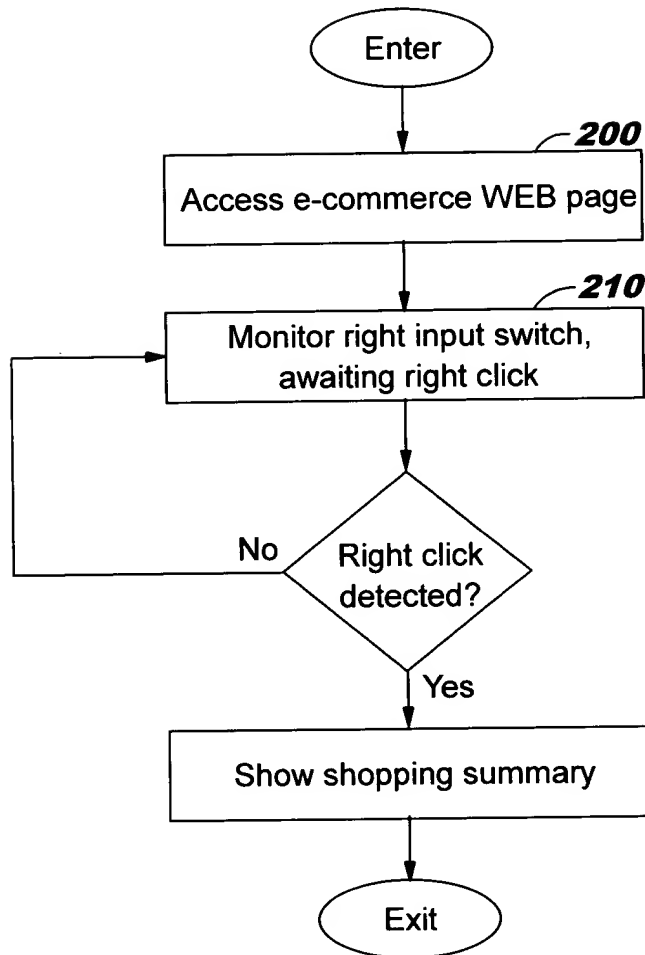 Enter
200
Access e-commerce WEB page
210
Monitor right input switch,
awaiting right click
No
Right click
detected?
Yes
Show shopping summary
Exit